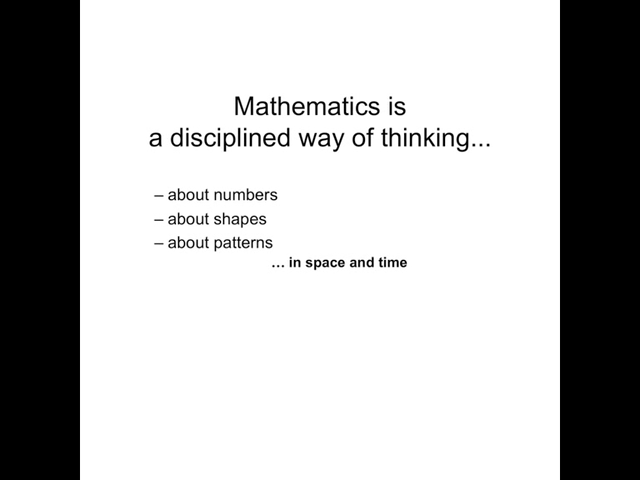 Mathematics is
a disciplined way of thinking...
– about numbers
– about shapes
– about patterns
… in space and time